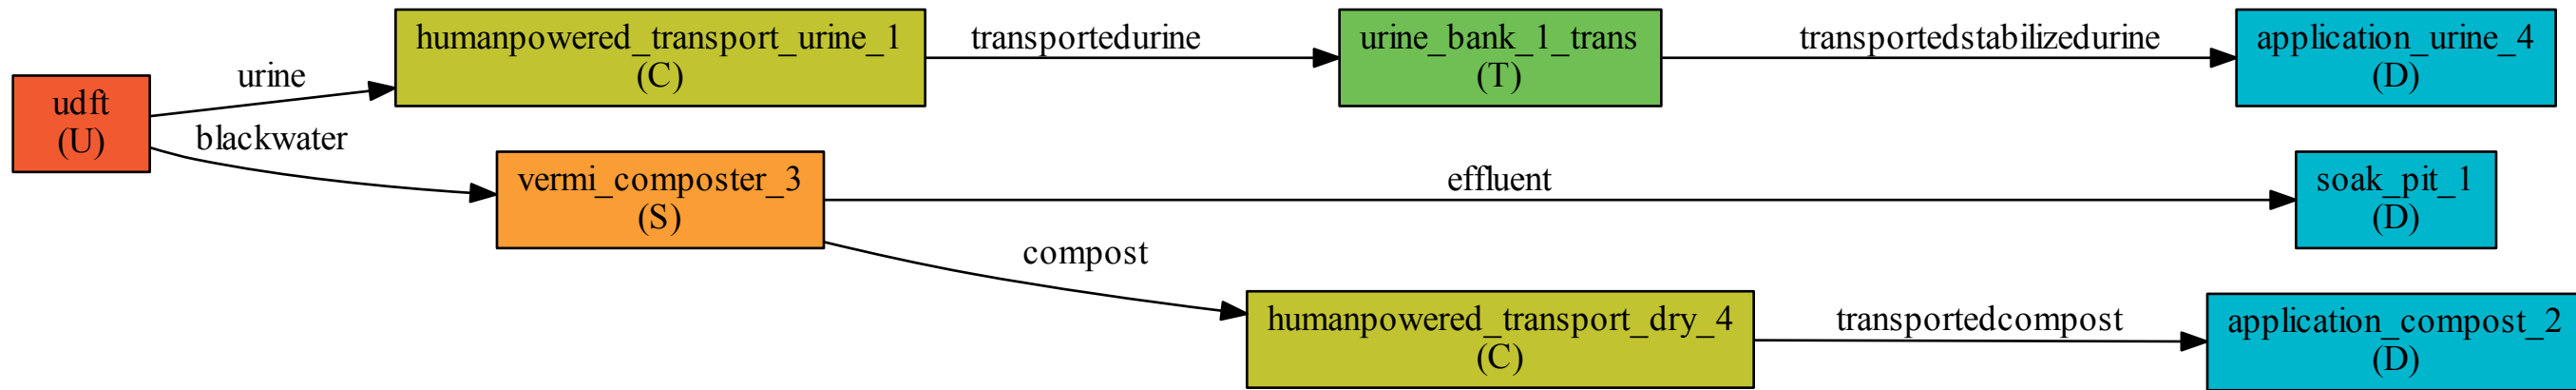 udft
(U)
urine
blackwater
humanpowered_transport_urine_1
(C)
transportedurine
urine_bank_1_trans
(T)
transportedstabilizedurine
application_urine_4
(D)
vermi_composter_3
(S)
effluent
soak_pit_1
(D)
compost
humanpowered_transport_dry_4
(C)
transportedcompost
application_compost_2
(D)